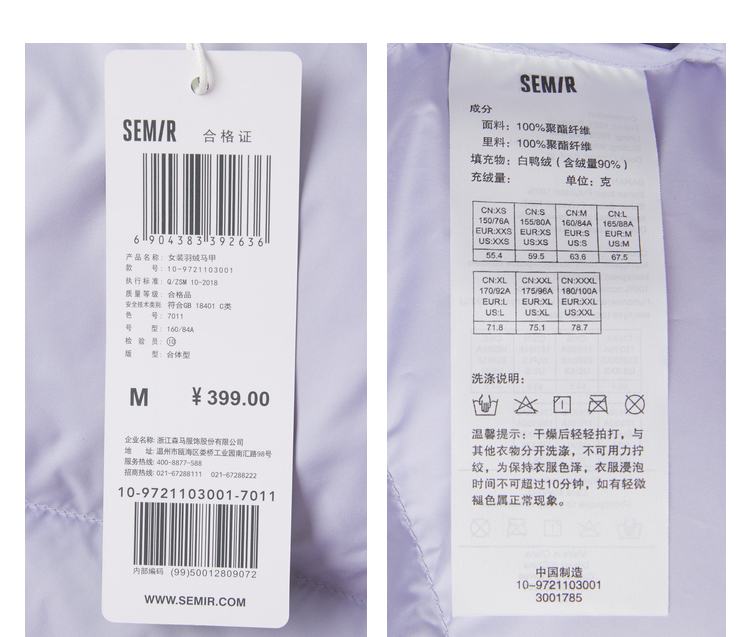 SEMIR 合格证
6 904383 392636
产品名称: 女装羽绒马甲
款 号: 10-9721103001
执行标准: Q/ZSM 10-2018
质量等级: 合格品
安全技术类别: 符合GB 18401 C类
色 号: 7011
号 型: 160/84A
检 验 员: ⑩
版 型: 合体型
M ¥399.00
企业名称: 浙江森马服饰股份有限公司
地 址: 温州市瓯海区娄桥工业园南汇路98号
服务热线: 400-8877-588
招商热线: 021-67288111 021-67288222
10-9721103001-7011
内部编码 (99)50012809072
WWW.SEMIR.COM
SEMIR
成分
面料: 100%聚酯纤维
里料: 100%聚酯纤维
填充物: 白鸭绒(含绒量90%)
充绒量: 单位: 克
CN:XS CN:S CN:M CN:L
150/76A 155/80A 160/84A 165/88A
EUR:XXS EUR:XS EUR:S EUR:M
US:XXS US:XS US:S US:M
55.4 59.5 63.6 67.5
CN:XL CN:XXL CN:XXXL
170/92A 175/96A 180/100A
EUR:L EUR:XL EUR:XXL
US:L US:XL US:XXL
71.8 75.1 78.7
洗涤说明:
温馨提示: 干燥后轻轻拍打, 与
其他衣物分开洗涤, 不可用力拧
绞, 为保持衣服色泽, 衣服浸泡
时间不可超过10分钟, 如有轻微
褪色属正常现象。
中国制造
10-9721103001
3001785